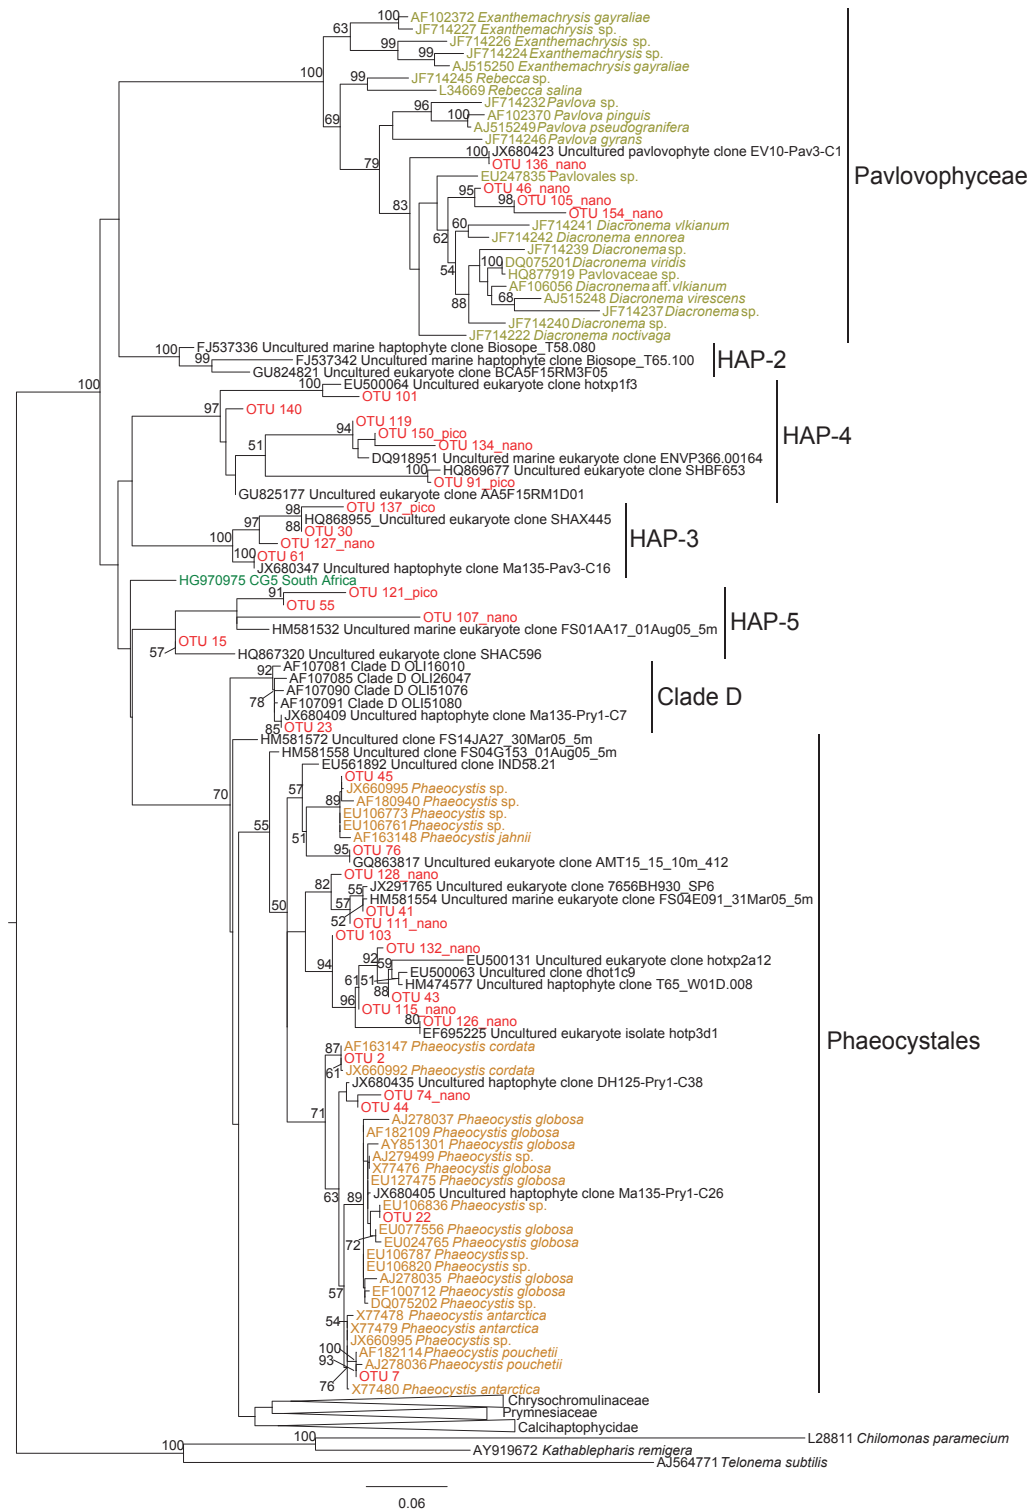 AF102372 Exanthemachrysis gayraliae
100
JF714227 Exanthemachrysis sp.
63
JF714226 Exanthemachrysis sp.
99
JF714224 Exanthemachrysis sp.
99
AJ515250 Exanthemachrysis gayraliae
100
JF714245 Rebecca sp.
99
L34669 Rebecca salina
JF714232 Pavlova sp.
96
AF102370 Pavlova pinguis
100
69
AJ515249 Pavlova pseudogranifera
JF714246 Pavlova gyrans
100
JX680423 Uncultured pavlovophyte clone EV10-Pav3-C1
79
OTU 136_nano
Pavlovophyceae
EU247835 Pavlovales sp.
95
OTU 46_nano
98
OTU 105_nano
83
OTU 154_nano
60
JF714241 Diacronema vlkianum
62
JF714242 Diacronema ennorea
JF714239 Diacronema sp.
100
DQ075201 Diacronema viridis
54
HQ877919 Pavlovaceae sp.
AF106056 Diacronema aff. vlkianum
68
AJ515248 Diacronema virescens
88
JF714237 Diacronema sp.
JF714240 Diacronema sp.
JF714222 Diacronema noctivaga
100
FJ537336 Uncultured marine haptophyte clone Biosope_T58.080
99
FJ537342 Uncultured marine haptophyte clone Biosope_T65.100
HAP-2
GU824821 Uncultured eukaryote clone BCA5F15RM3F05
100
100
EU500064 Uncultured eukaryote clone hotxp1f3
OTU 101
97
OTU 140
OTU 119
94
OTU 150_pico
HAP-4
51
OTU 134_nano
DQ918951 Uncultured marine eukaryote clone ENVP366.00164
100
HQ869677 Uncultured eukaryote clone SHBF653
OTU 91_pico
GU825177 Uncultured eukaryote clone AA5F15RM1D01
98
OTU 137_pico
97
HQ868955_Uncultured eukaryote clone SHAX445
88
OTU 30
HAP-3
100
OTU 127_nano
100
OTU 61
JX680347 Uncultured haptophyte clone Ma135-Pav3-C16
HG970975 CG5 South Africa
91
OTU 121_pico
OTU 55
OTU 107_nano
HAP-5
HM581532 Uncultured marine eukaryote clone FS01AA17_01Aug05_5m
OTU 15
57
HQ867320 Uncultured eukaryote clone SHAC596
92
AF107081 Clade D OLI16010
AF107085 Clade D OLI26047
AF107090 Clade D OLI51076
78
AF107091 Clade D OLI51080
Clade D
JX680409 Uncultured haptophyte clone Ma135-Pry1-C7
85
OTU 23
HM581572 Uncultured clone FS14JA27_30Mar05_5m
HM581558 Uncultured clone FS04G153_01Aug05_5m
EU561892 Uncultured clone IND58.21
OTU 45
70
57
JX660995 Phaeocystis sp.
89
AF180940 Phaeocystis sp.
EU106773 Phaeocystis sp.
55
EU106761 Phaeocystis sp.
51
AF163148 Phaeocystis jahnii
95
OTU 76
GQ863817 Uncultured eukaryote clone AMT15_15_10m_412
OTU 128_nano
82
55
JX291765 Uncultured eukaryote clone 7656BH930_SP6
50
57
HM581554 Uncultured marine eukaryote clone FS04E091_31Mar05_5m
OTU 41
52
OTU 111_nano
OTU 103
OTU 132_nano
92
59
EU500131 Uncultured eukaryote clone hotxp2a12
94
EU500063 Uncultured clone dhot1c9
61
51
HM474577 Uncultured haptophyte clone T65_W01D.008
88
OTU 43
96
OTU 115_nano
80
OTU 126_nano
EF695225 Uncultured eukaryote isolate hotp3d1
Phaeocystales
87
AF163147 Phaeocystis cordata
OTU 2
61
JX660992 Phaeocystis cordata
JX680435 Uncultured haptophyte clone DH125-Pry1-C38
OTU 74_nano
OTU 44
71
AJ278037 Phaeocystis globosa
AF182109 Phaeocystis globosa
AY851301 Phaeocystis globosa
AJ279499 Phaeocystis sp.
X77476 Phaeocystis globosa
EU127475 Phaeocystis globosa
63
89
JX680405 Uncultured haptophyte clone Ma135-Pry1-C26
EU106836 Phaeocystis sp.
OTU 22
EU077556 Phaeocystis globosa
72
EU024765 Phaeocystis globosa
EU106787 Phaeocystis sp.
EU106820 Phaeocystis sp.
AJ278035 Phaeocystis globosa
57
EF100712 Phaeocystis globosa
DQ075202 Phaeocystis sp.
X77478 Phaeocystis antarctica
54
X77479 Phaeocystis antarctica
JX660995 Phaeocystis sp.
100
AF182114 Phaeocystis pouchetii
93
AJ278036 Phaeocystis pouchetii
OTU 7
76
X77480 Phaeocystis antarctica
Chrysochromulinaceae
Prymnesiaceae
Calcihaptophycidae
100
L28811 Chilomonas paramecium
100
AY919672 Kathablepharis remigera
AJ564771 Telonema subtilis
0.06